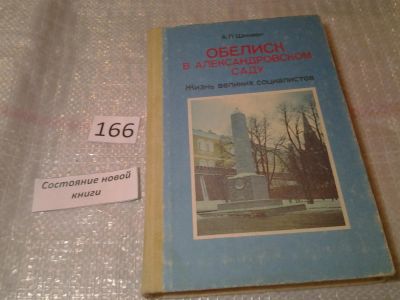 ОБЕЛИСК
В АЛЕКСАНДРОВСКОМ
САДУ
Жизнь великих социалистов
166
Состояние новой
книги